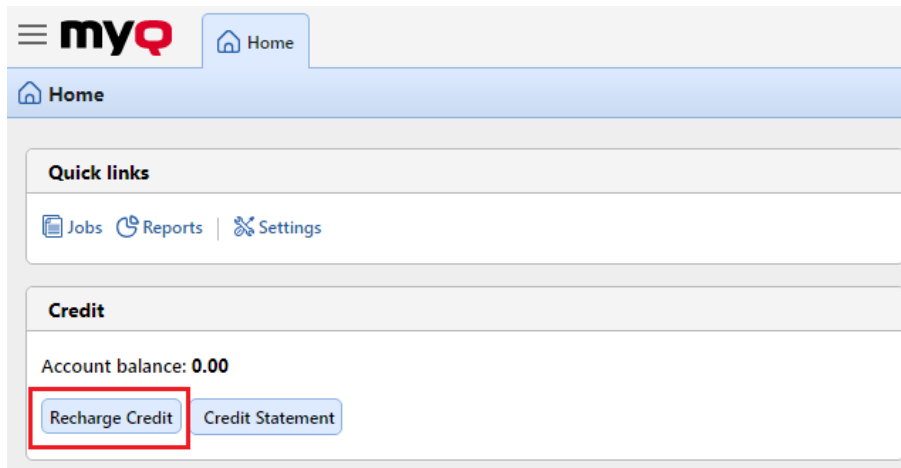 myQ
Home
Home
Quick links
Jobs Reports | Settings
Credit
Account balance: 0.00
Recharge Credit Credit Statement